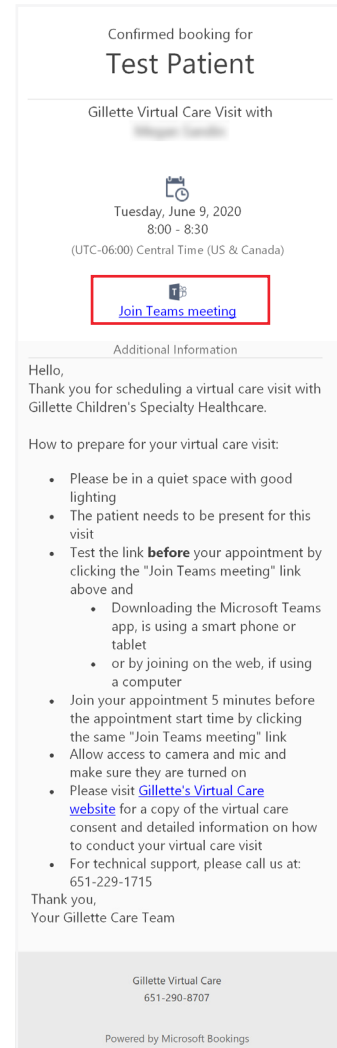 Confirmed booking for
Test Patient
Gillette Virtual Care Visit with
Tuesday, June 9, 2020
8:00 - 8:30
(UTC-06:00) Central Time (US & Canada)
Join Teams meeting
Additional Information
Hello,
Thank you for scheduling a virtual care visit with
Gillette Children's Specialty Healthcare.
How to prepare for your virtual care visit:
• Please be in a quiet space with good
lighting
• The patient needs to be present for this
visit
• Test the link before your appointment by
clicking the "Join Teams meeting" link
above and
• Downloading the Microsoft Teams
app, is using a smart phone or
tablet
• or by joining on the web, if using
a computer
• Join your appointment 5 minutes before
the appointment start time by clicking
the same "Join Teams meeting" link
• Allow access to camera and mic and
make sure they are turned on
• Please visit Gillette's Virtual Care
website for a copy of the virtual care
consent and detailed information on how
to conduct your virtual care visit
• For technical support, please call us at:
651-229-1715
Thank you,
Your Gillette Care Team
Gillette Virtual Care
651-290-8707
Powered by Microsoft Bookings